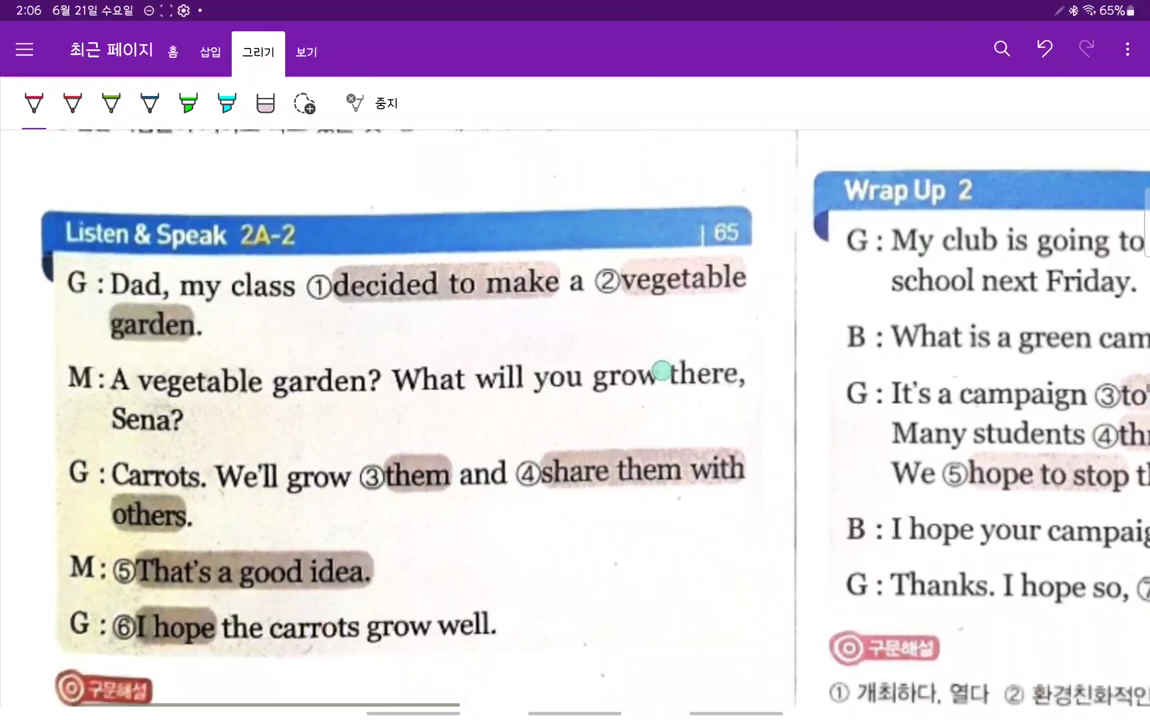 2:06 6월 21일 수요일
65%
최근 페이지 홈 삽입 그리기 보기
중지
Listen & Speak 2A-2 65
G : Dad, my class ①decided to make a ②vegetable
garden.
M : A vegetable garden? What will you grow there,
Sena?
G : Carrots. We'll grow ③them and ④share them with
others.
M : ⑤That's a good idea.
G : ⑥I hope the carrots grow well.
구문해설
Wrap Up 2
G : My club is going to
school next Friday.
B : What is a green cam
G : It's a campaign ③to
Many students ④thr
We ⑤hope to stop t
B : I hope your campaig
G : Thanks. I hope so, ⑦
구문해설
① 개최하다, 열다 ② 환경친화적인